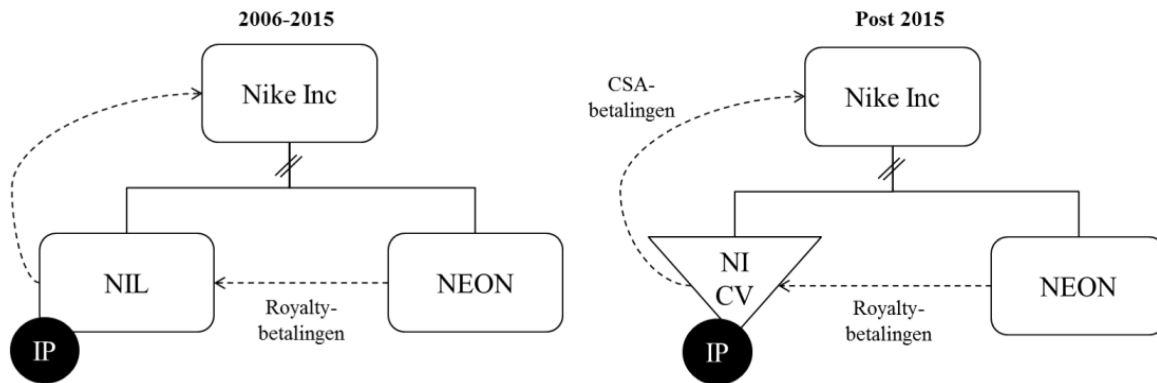 2006-2015
Nike Inc
NIL
NEON
Royalty-
betalingen
IP
Post 2015
CSA-
betalingen
Nike Inc
NI
CV
NEON
Royalty-
betalingen
IP